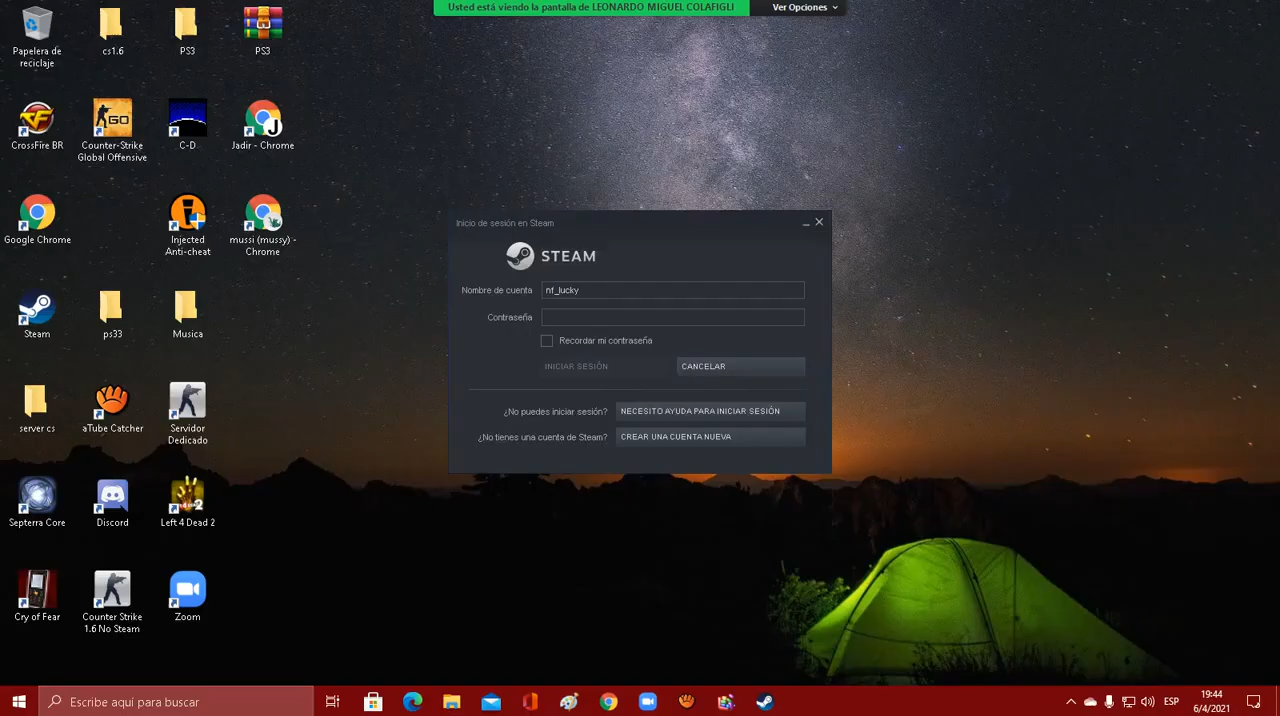 Usted está viendo la pantalla de LEONARDO MIGUEL COLAFIGLI
Ver Opciones
Papelera de
reciclaje
cs1.6
PS3
PS3
CrossFire BR
GO
Counter-Strike
Global Offensive
C-D
J
Jadir - Chrome
Google Chrome
Injected
Anti-cheat
mussi (mussy) -
Chrome
Steam
ps33
Musica
server cs
aTube Catcher
Servidor
Dedicado
Septerra Core
Discord
Left 4 Dead 2
Cry of Fear
Counter Strike
1.6 No Steam
Zoom
Inicio de sesión en Steam
STEAM
Nombre de cuenta
nf_lucky
Contraseña
Recordar mi contraseña
INICIAR SESIÓN
CANCELAR
¿No puedes iniciar sesión?
NECESITO AYUDA PARA INICIAR SESIÓN
¿No tienes una cuenta de Steam?
CREAR UNA CUENTA NUEVA
Escribe aquí para buscar
ESP
19:44
6/4/2021